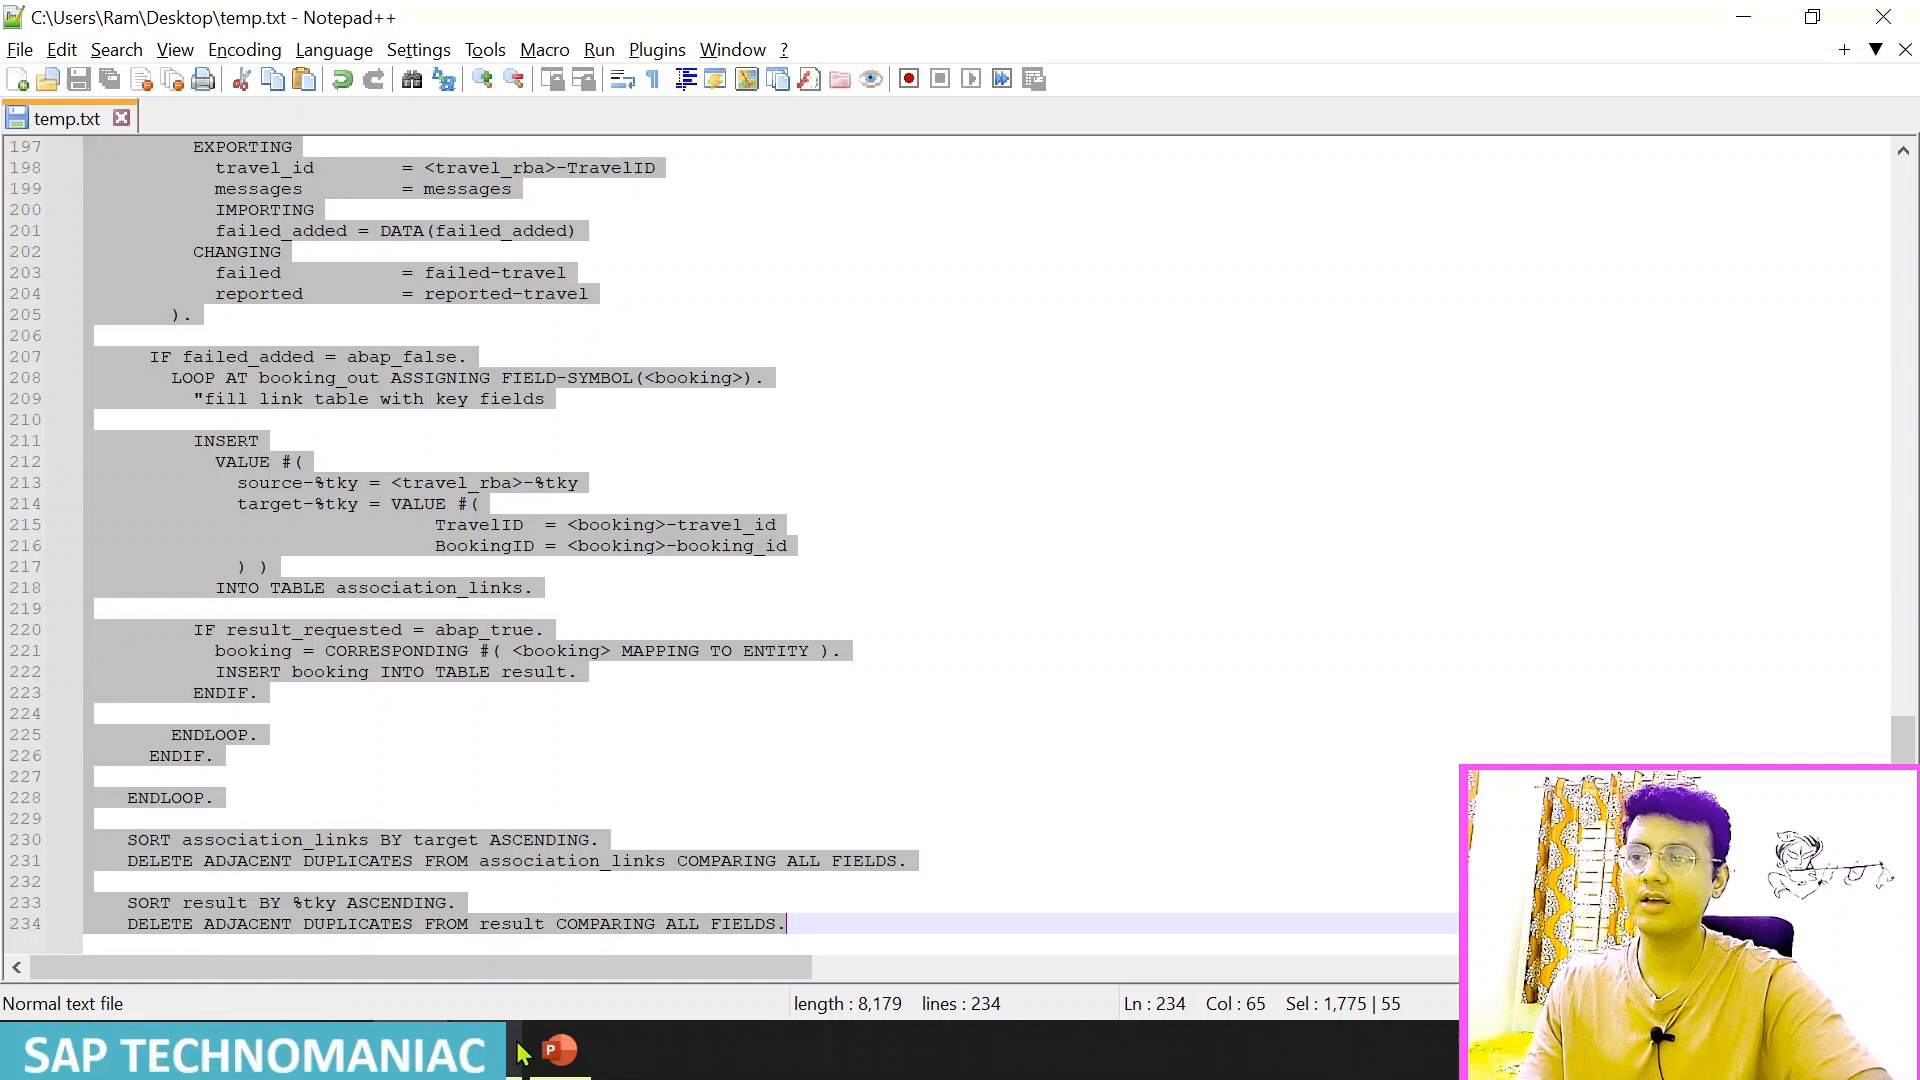 C:\Users\Ram\Desktop\temp.txt - Notepad++
File Edit Search View Encoding Language Settings Tools Macro Run Plugins Window ?
temp.txt
197 EXPORTING
198 travel_id = <travel_rba>-TravelID
199 messages = messages
200 IMPORTING
201 failed_added = DATA(failed_added)
202 CHANGING
203 failed = failed-travel
204 reported = reported-travel
205 ).
206
207 IF failed_added = abap_false.
208 LOOP AT booking_out ASSIGNING FIELD-SYMBOL(<booking>).
209 "fill link table with key fields
210
211 INSERT
212 VALUE #(
213 source-%tky = <travel_rba>-%tky
214 target-%tky = VALUE #(
215 TravelID = <booking>-travel_id
216 BookingID = <booking>-booking_id
217 ) )
218 INTO TABLE association_links.
219
220 IF result_requested = abap_true.
221 booking = CORRESPONDING #( <booking> MAPPING TO ENTITY ).
222 INSERT booking INTO TABLE result.
223 ENDIF.
224
225 ENDLOOP.
226 ENDIF.
227
228 ENDLOOP.
229
230 SORT association_links BY target ASCENDING.
231 DELETE ADJACENT DUPLICATES FROM association_links COMPARING ALL FIELDS.
232
233 SORT result BY %tky ASCENDING.
234 DELETE ADJACENT DUPLICATES FROM result COMPARING ALL FIELDS.
Normal text file length : 8,179 lines : 234 Ln : 234 Col : 65 Sel : 1,775 | 55
SAP TECHNOMANIAC
P